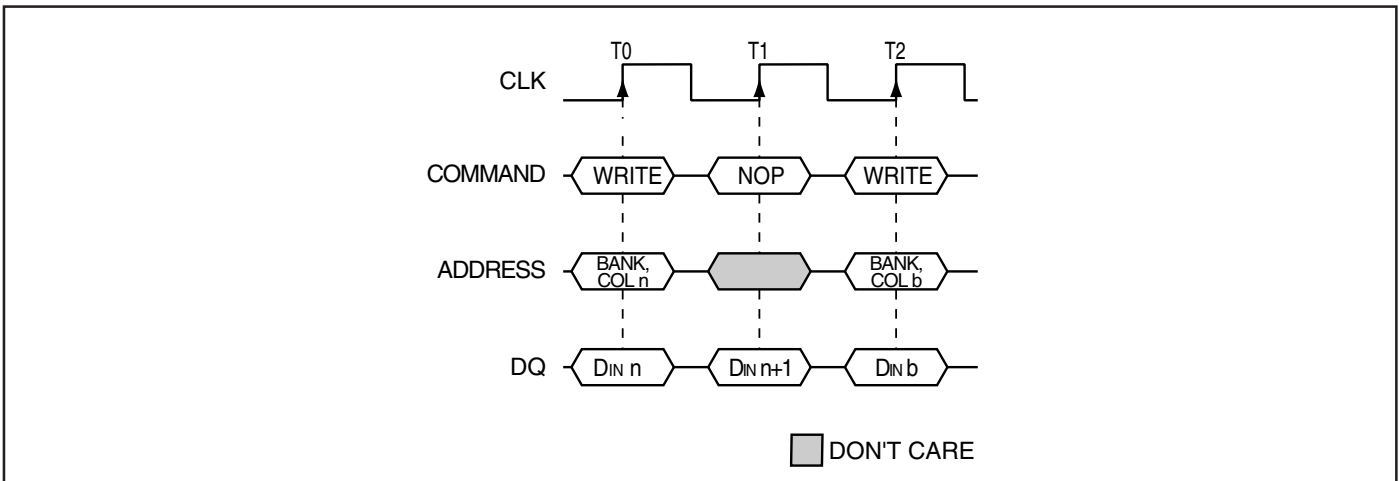 T0 T1 T2
CLK
COMMAND WRITE NOP WRITE
ADDRESS BANK, COL n BANK, COL b
DQ DIN n DIN n+1 DIN b
DON'T CARE